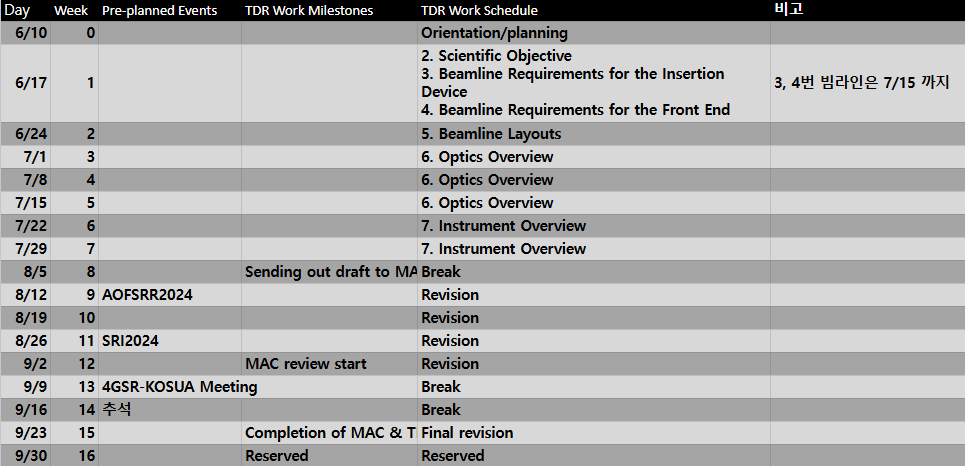 Day Week Pre-planned Events TDR Work Milestones TDR Work Schedule 비고
6/10 0 Orientation/planning
6/17 1 2. Scientific Objective
3. Beamline Requirements for the Insertion
Device
4. Beamline Requirements for the Front End
3, 4번 빔라인은 7/15 까지
6/24 2 5. Beamline Layouts
7/1 3 6. Optics Overview
7/8 4 6. Optics Overview
7/15 5 6. Optics Overview
7/22 6 7. Instrument Overview
7/29 7 7. Instrument Overview
8/5 8 Sending out draft to MA Break
8/12 9 AOFSRR2024 Revision
8/19 10 Revision
8/26 11 SRI2024 Revision
9/2 12 MAC review start Revision
9/9 13 4GSR-KOSUA Meeting Break
9/16 14 추석 Break
9/23 15 Completion of MAC & Final revision
9/30 16 Reserved Reserved